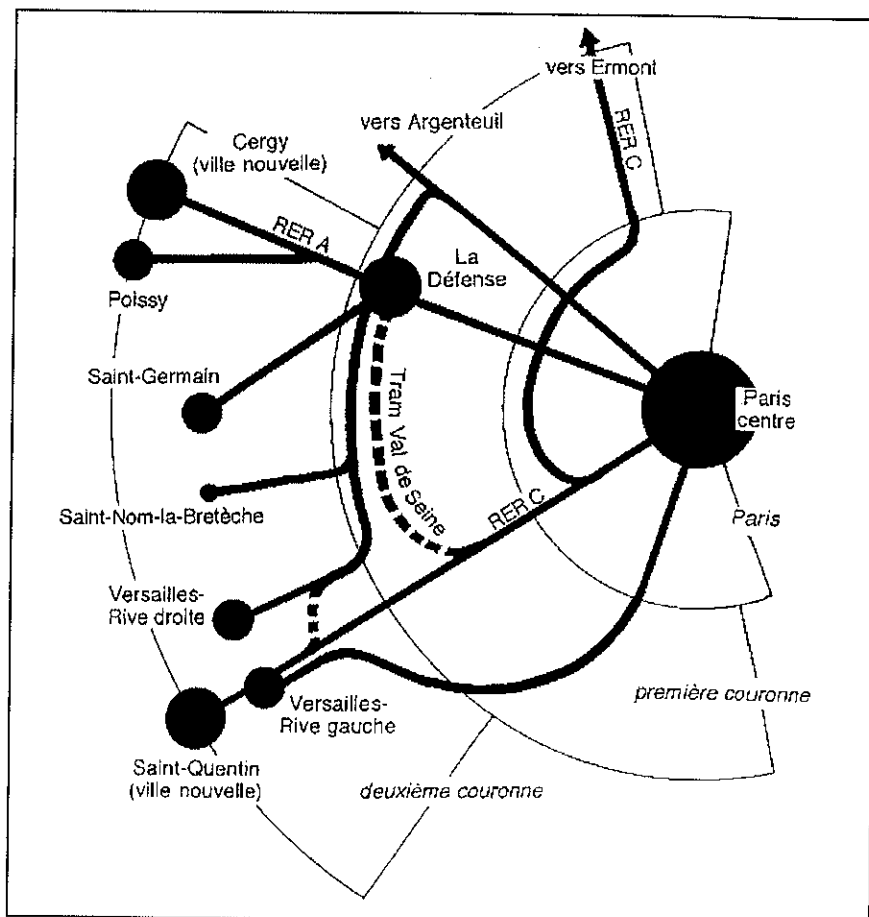 vers Ermont
RER C
vers Argenteuil
Cergy
(ville nouvelle)
RER A
La
Défense
Poissy
Saint-Germain
Paris
centre
Tram Val de Seine
RER C
Saint-Nom-la-Bretèche
Paris
Versailles-
Rive droite
première couronne
Versailles-
Rive gauche
Saint-Quentin
(ville nouvelle)
deuxième couronne